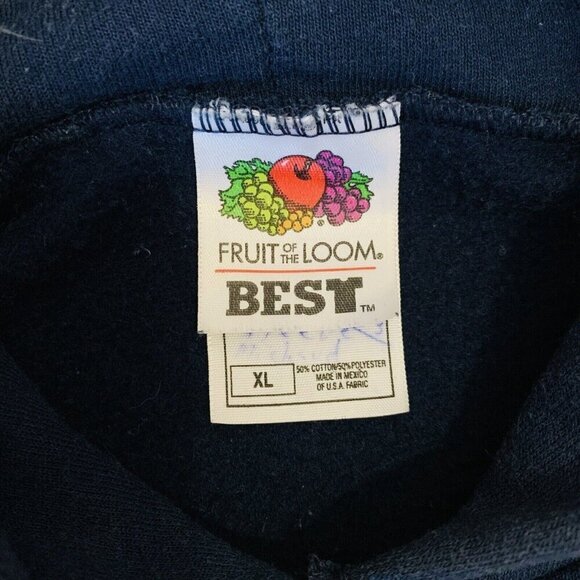 ®
FRUIT OF THE LOOM®
BEST™
XL
50% COTTON/50% POLYESTER
MADE IN MEXICO
OF U.S.A. FABRIC